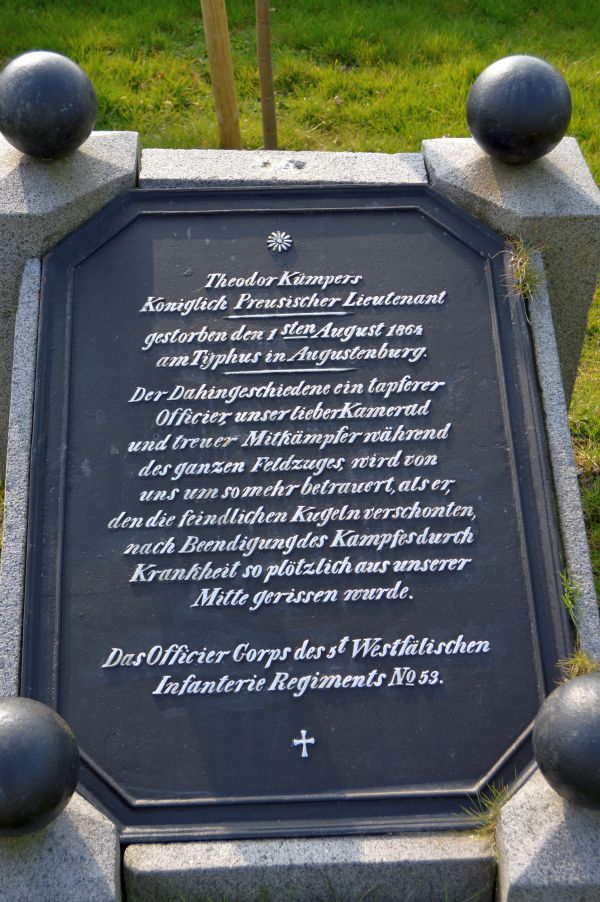 Theodor Kümpers
Koniglich Preusischer Lieutenant
gestorben den 1sten August 1864
am Typhus in Augustenburg.
Der Dahingeschiedene ein tapferer
Officier, unser lieber Kamerad
und treuer Mitkämpfer während
des ganzen Feldzuges, wird von
uns um so mehr betrauert, als er,
den die feindlichen Kugeln verschonten,
nach Beendigung des Kampfes durch
Krankheit so plötzlich aus unserer
Mitte gerissen wurde.
Das Officier Corps des 5t Westfälischen
Infanterie Regiments No 53.